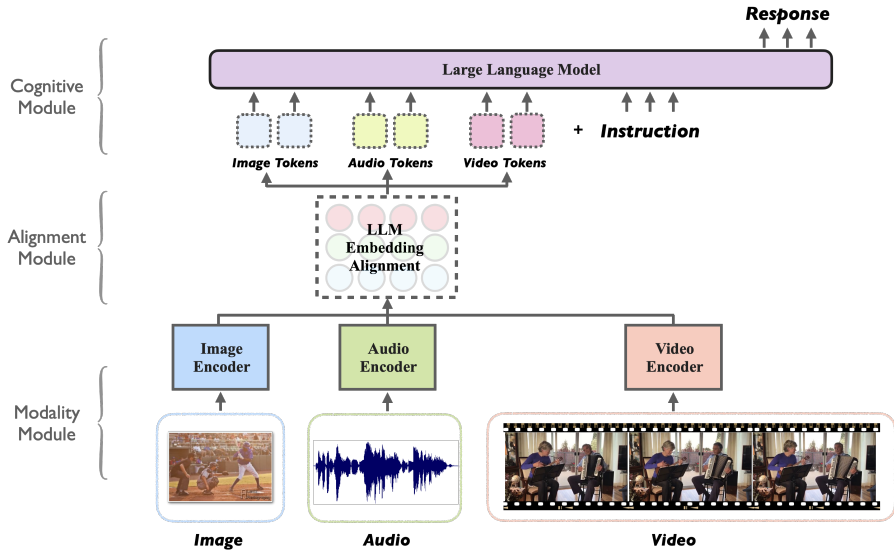 Response
Cognitive
Module
Large Language Model
Image Tokens
Audio Tokens
Video Tokens
+ Instruction
Alignment
Module
LLM
Embedding
Alignment
Image
Encoder
Audio
Encoder
Video
Encoder
Modality
Module
Image
Audio
Video